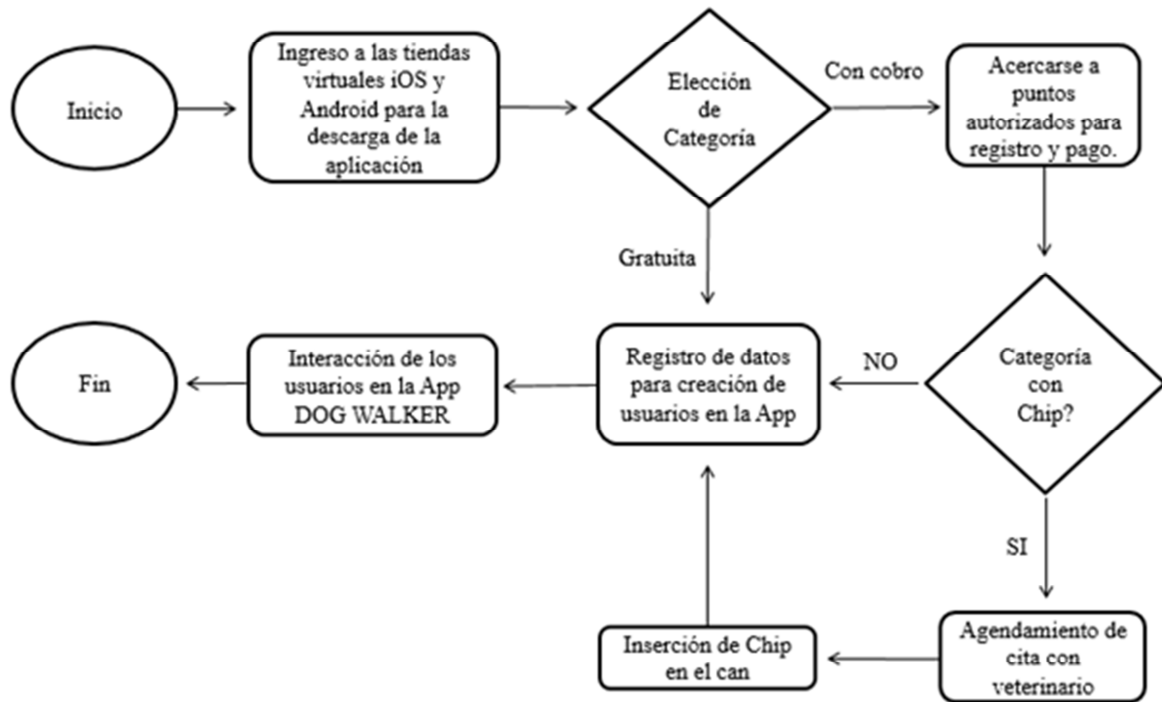 Inicio
Ingreso a las tiendas
virtuales iOS y
Android para la
descarga de la
aplicación
Elección
de
Categoría
Con cobro
Acercarse a
puntos
autorizados para
registro y pago.
Gratuita
Fin
Interacción de los
usuarios en la App
DOG WALKER
Registro de datos
para creación de
usuarios en la App
NO
Categoría
con
Chip?
SI
Inserción de Chip
en el can
Agendamiento de
cita con
veterinario